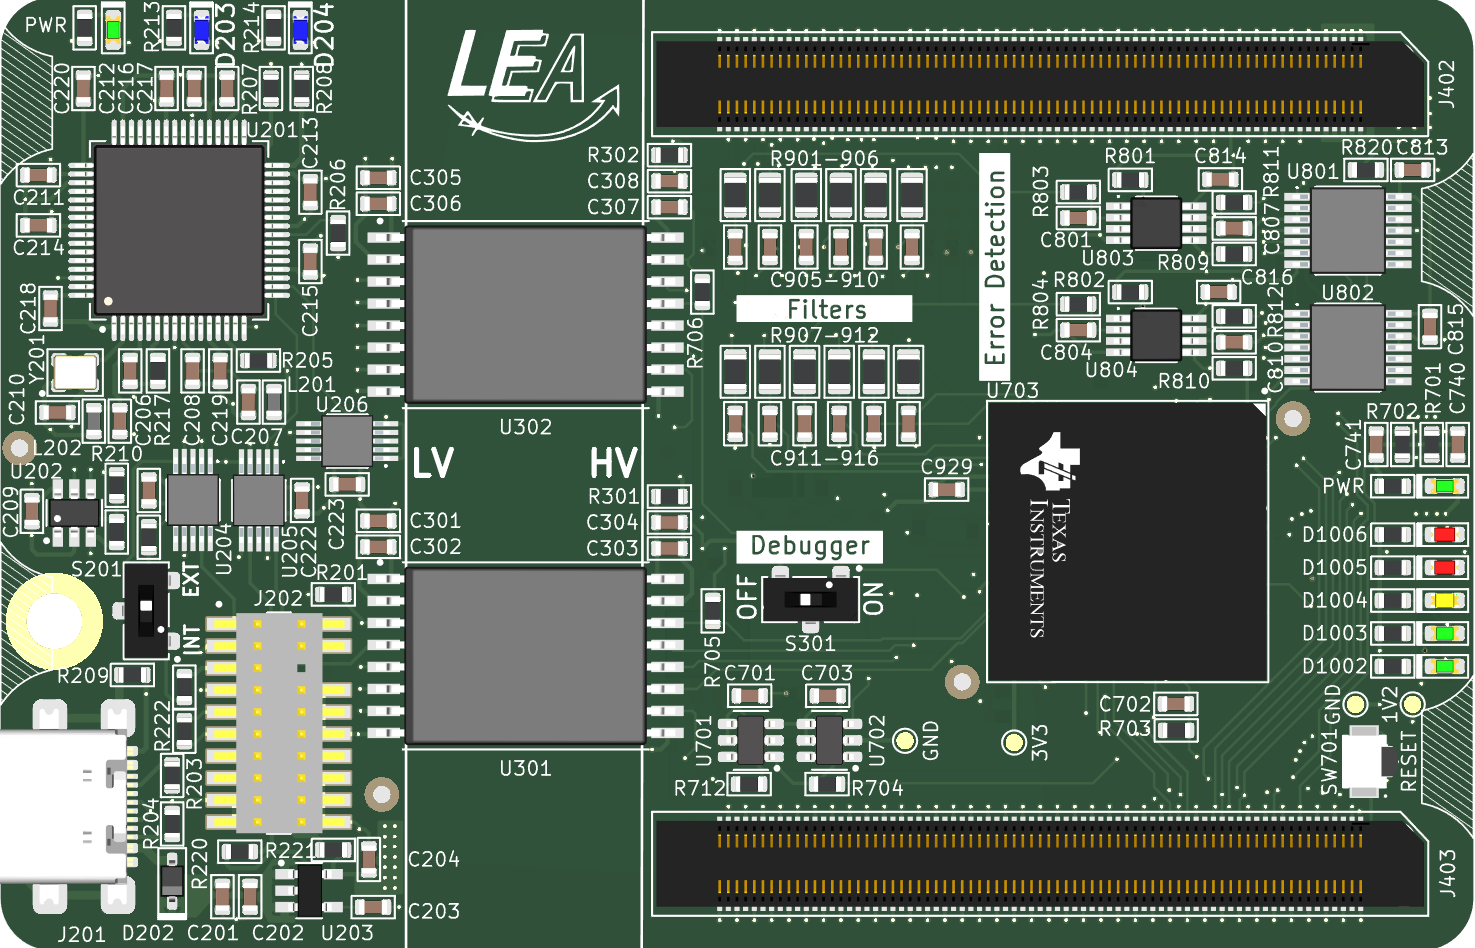 PWR
R213
D203
R214
D204
LEA
J402
C220
C212
C216
C217
R207
R208
U201
C213
R206
C211
C214
C218
C215
C305
C306
R302
C308
C307
R901-906
C905-910
Filters
R907-912
C911-916
Error Detection
R803
R801
C814
R811
R820
C813
U801
C801
U803
R809
C807
C816
R802
R804
C804
U804
R810
R812
C810
U802
C815
R706
Y201
R205
L201
C210
C206
R217
C208
C219
C207
U206
L202
R210
U202
C209
U204
U205
C222
C223
U302
LV
HV
C301
C302
R301
C304
C303
C929
U703
TEXAS
INSTRUMENTS
R701
C740
R702
C741
PWR
D1006
D1005
D1004
D1003
D1002
Debugger
OFF
ON
S301
S201
EXT
INT
R201
J202
R209
R222
R203
R204
R220
R221
C204
C203
J201
D202
C201
C202
U203
U301
R705
C701
C703
U701
U702
R712
R704
GND
3V3
C702
R703
GND
1V2
SW701
RESET
J403